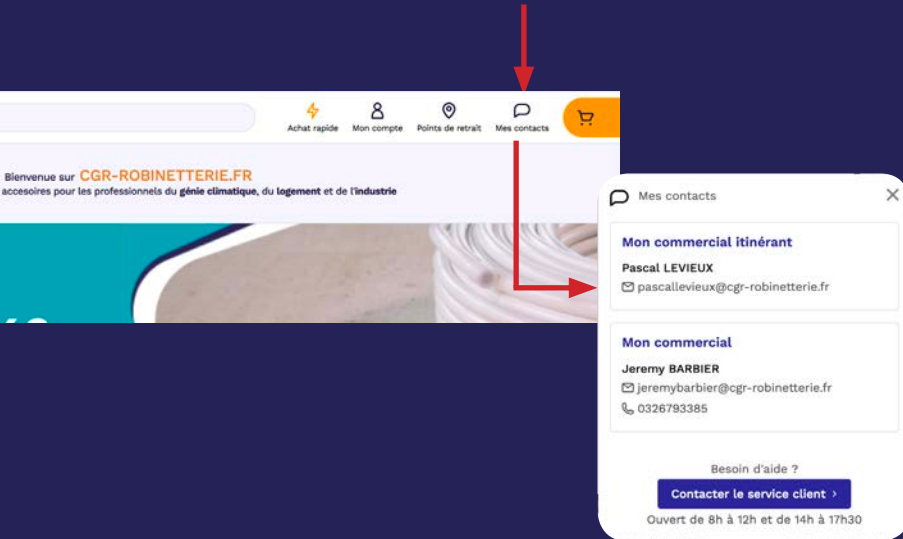 Achat rapide
Mon compte
Points de retrait
Mes contacts
Bienvenue sur CGR-ROBINETTERIE.FR
accesoires pour les professionnels du génie climatique, du logement et de l'industrie
Mes contacts
Mon commercial itinérant
Pascal LEVIEUX
pascallevieux@cgr-robinetterie.fr
Mon commercial
Jeremy BARBIER
jeremybarbier@cgr-robinetterie.fr
0326793385
Besoin d'aide ?
Contacter le service client >
Ouvert de 8h à 12h et de 14h à 17h30